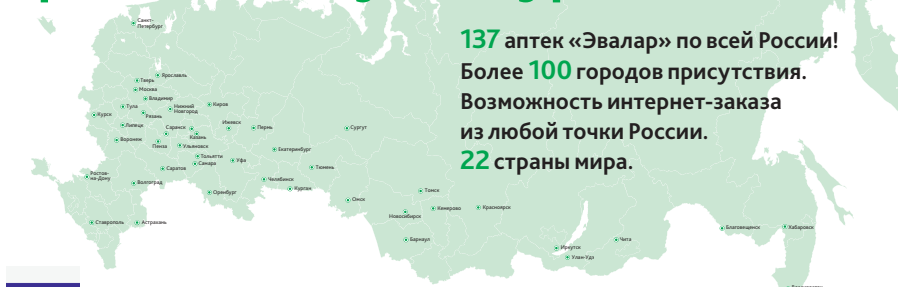 137 аптек «Эвалар» по всей России!
Более 100 городов присутствия.
Возможность интернет-заказа
из любой точки России.
22 страны мира.
Санкт-
Петербург
Ярославль
Тверь
Москва
Владимир
Нижний
Новгород
Киров
Тула
Рязань
Курск
Липецк
Саранск
Казань
Ижевск
Пермь
Сургут
Воронеж
Пенза
Ульяновск
Екатеринбург
Тольятти
Самара
Уфа
Тюмень
Саратов
Ростов-
на-Дону
Волгоград
Оренбург
Челябинск
Курган
Омск
Томск
Новосибирск
Кемерово
Красноярск
Ставрополь
Астрахань
Барнаул
Иркутск
Улан-Удэ
Чита
Благовещенск
Хабаровск